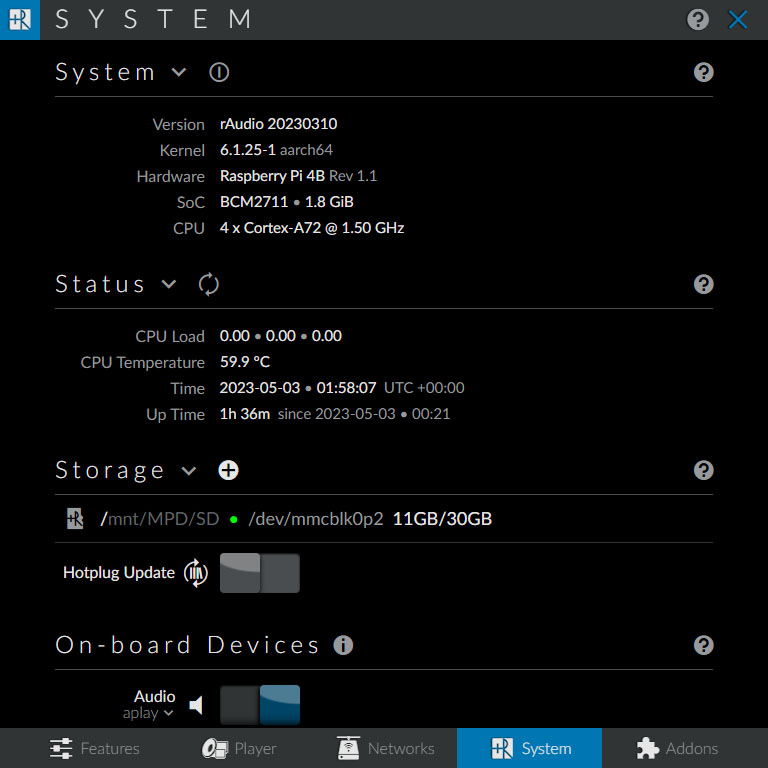 SYSTEM
System
Version rAudio 20230310
Kernel 6.1.25-1 aarch64
Hardware Raspberry Pi 4B Rev 1.1
SoC BCM2711 • 1.8 GiB
CPU 4 x Cortex-A72 @ 1.50 GHz
Status
CPU Load 0.00 • 0.00 • 0.00
CPU Temperature 59.9 °C
Time 2023-05-03 • 01:58:07 UTC +00:00
Up Time 1h 36m since 2023-05-03 • 00:21
Storage
/mnt/MPD/SD • /dev/mmcblk0p2 11GB/30GB
Hotplug Update
On-board Devices
Audio
aplay
Features Player Networks System Addons